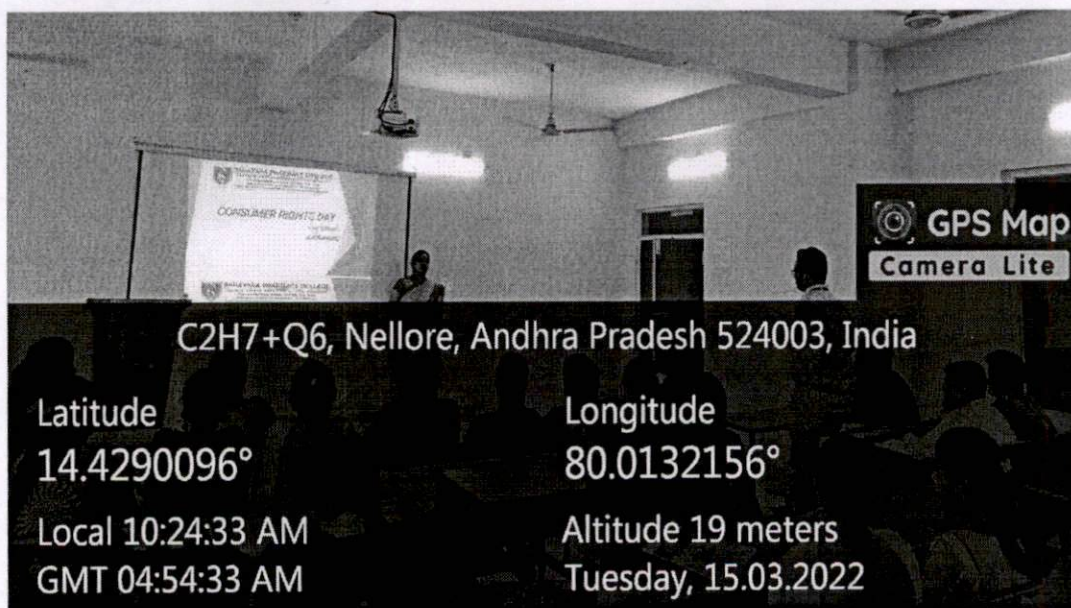 CONSUMER RIGHTS DAY
GPS Map
Camera Lite
C2H7+Q6, Nellore, Andhra Pradesh 524003, India
Latitude
14.4290096°
Longitude
80.0132156°
Local 10:24:33 AM
GMT 04:54:33 AM
Altitude 19 meters
Tuesday, 15.03.2022